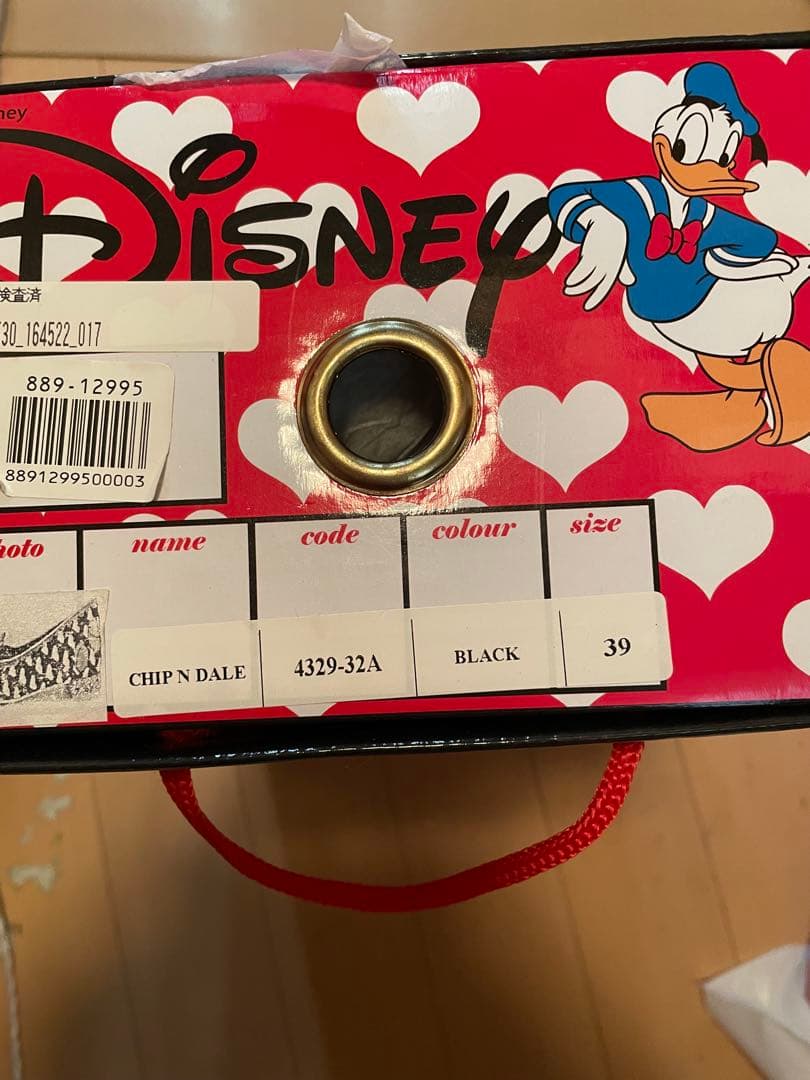 ney
Disney
検査済
30_164522_017
889-12995
8891299500003
hoto name code colour size
CHIP N DALE 4329-32A BLACK 39